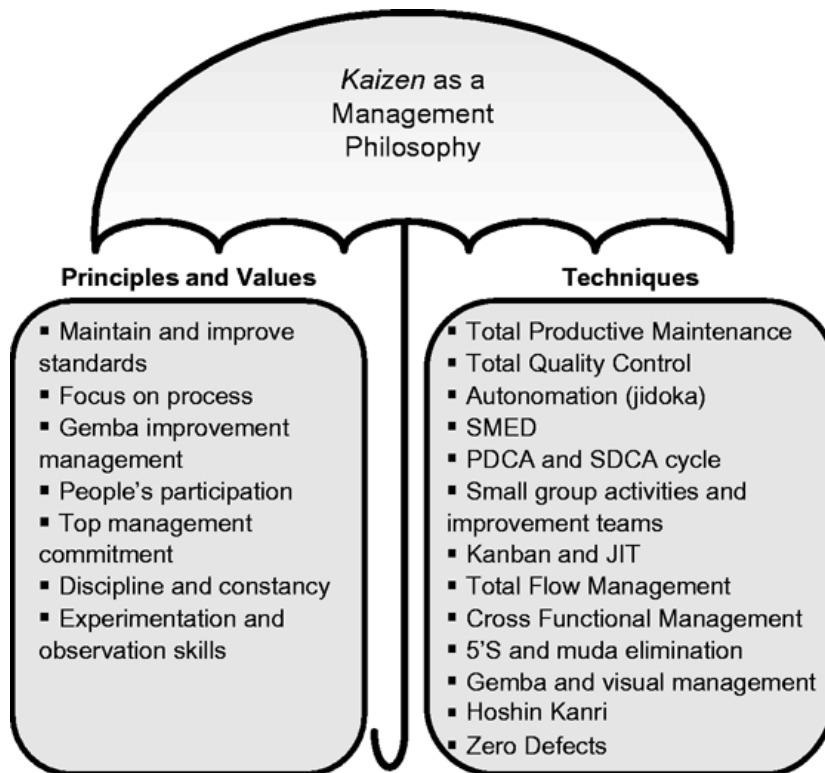 Kaizen as a
Management
Philosophy
Principles and Values
▪ Maintain and improve
standards
▪ Focus on process
▪ Gemba improvement
management
▪ People's participation
▪ Top management
commitment
▪ Discipline and constancy
▪ Experimentation and
observation skills
Techniques
▪ Total Productive Maintenance
▪ Total Quality Control
▪ Autonomation (jidoka)
▪ SMED
▪ PDCA and SDCA cycle
▪ Small group activities and
improvement teams
▪ Kanban and JIT
▪ Total Flow Management
▪ Cross Functional Management
▪ 5'S and muda elimination
▪ Gemba and visual management
▪ Hoshin Kanri
▪ Zero Defects